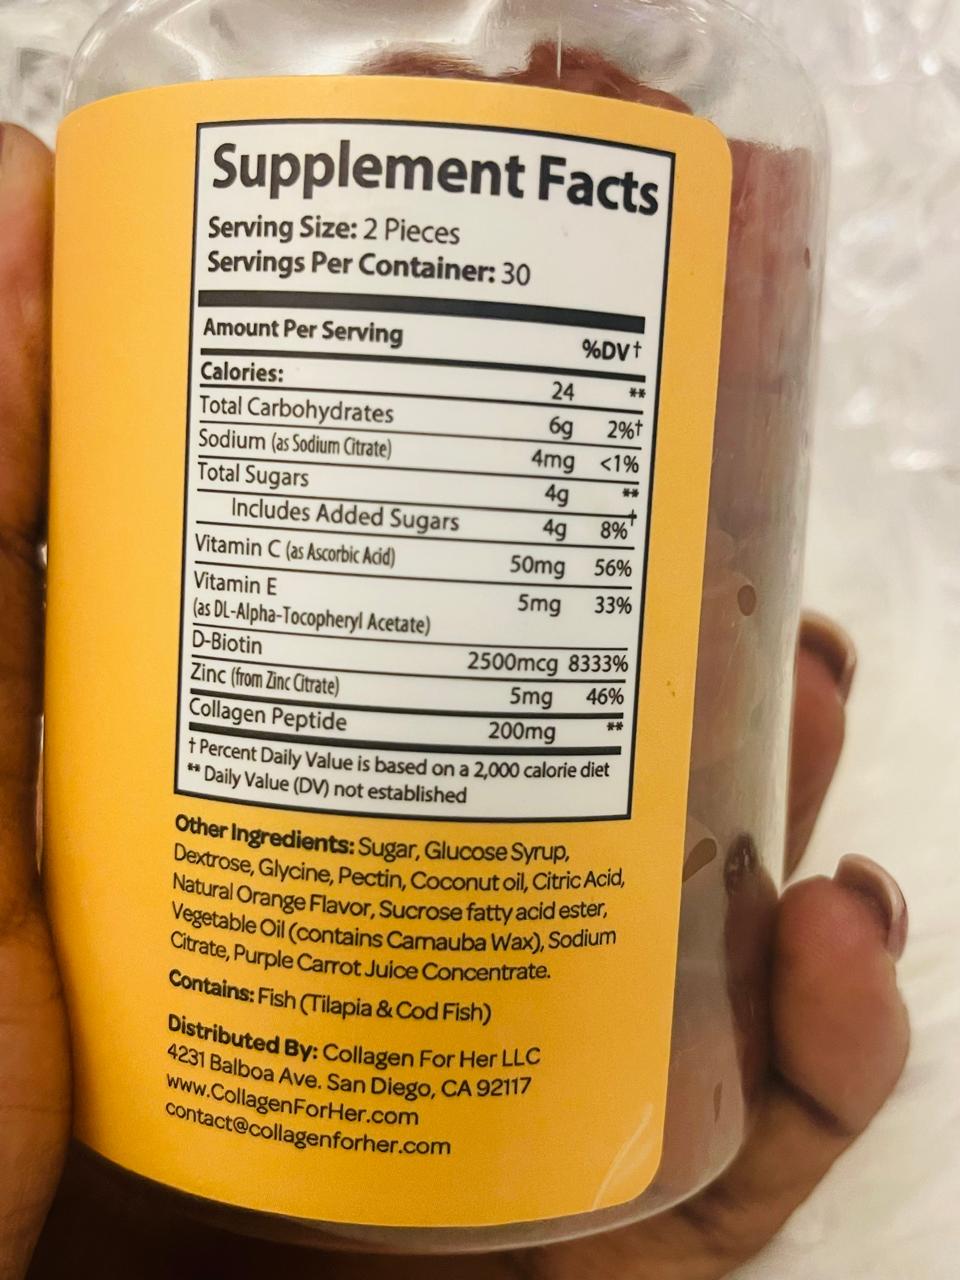 Supplement Facts
Serving Size: 2 Pieces
Servings Per Container: 30
Amount Per Serving %DV†
Calories: 24 **
Total Carbohydrates 6g 2%†
Sodium (as Sodium Citrate) 4mg <1%
Total Sugars 4g **
Includes Added Sugars 4g 8%†
Vitamin C (as Ascorbic Acid) 50mg 56%
Vitamin E 5mg 33%
(as DL-Alpha-Tocopheryl Acetate)
D-Biotin 2500mcg 8333%
Zinc (from Zinc Citrate) 5mg 46%
Collagen Peptide 200mg **
† Percent Daily Value is based on a 2,000 calorie diet
** Daily Value (DV) not established
Other Ingredients: Sugar, Glucose Syrup,
Dextrose, Glycine, Pectin, Coconut oil, Citric Acid,
Natural Orange Flavor, Sucrose fatty acid ester,
Vegetable Oil (contains Carnauba Wax), Sodium
Citrate, Purple Carrot Juice Concentrate.
Contains: Fish (Tilapia & Cod Fish)
Distributed By: Collagen For Her LLC
4231 Balboa Ave. San Diego, CA 92117
www.CollagenForHer.com
contact@collagenforher.com